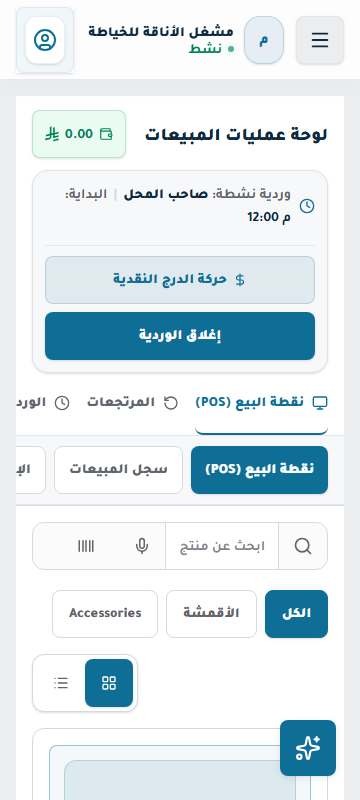 م
مشغل الأناقة للخياطة
نشط
لوحة عمليات المبيعات
0.00
وردية نشطة: صاحب المحل | البداية:
12:00 م
$ حركة الدرج النقدية
إغلاق الوردية
نقطة البيع (POS)
المرتجعات
الورد
نقطة البيع (POS)
سجل المبيعات
الإ
ابحث عن منتج
الكل
الأقمشة
Accessories